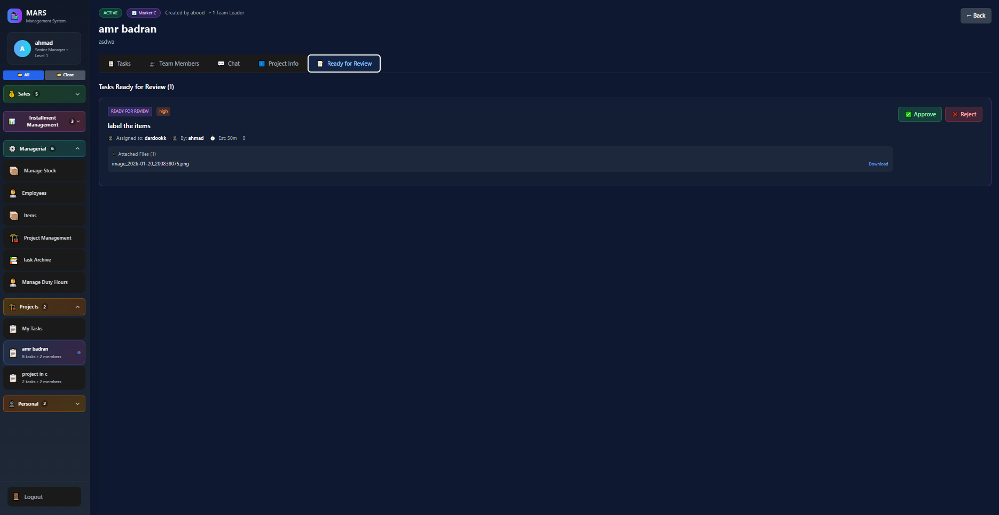 MARS
Management System
A
ahmad
Senior Manager •
Level 1
All
Close
Sales 5
Installment
Management
3
Managerial 6
Manage Stock
Employees
Items
Project Management
Task Archive
Manage Duty Hours
Projects 2
My Tasks
amr badran
8 tasks • 2 members
project in c
2 tasks • 2 members
Personal 2
Logout
ACTIVE Market C Created by abood • 1 Team Leader
← Back
amr badran
asdwa
Tasks Team Members Chat Project Info Ready for Review
Tasks Ready for Review (1)
READY FOR REVIEW high
Approve Reject
label the items
Assigned to: dardookk By: ahmad Est: 50m 0
Attached Files (1)
image_2026-01-20_200838075.png
Download